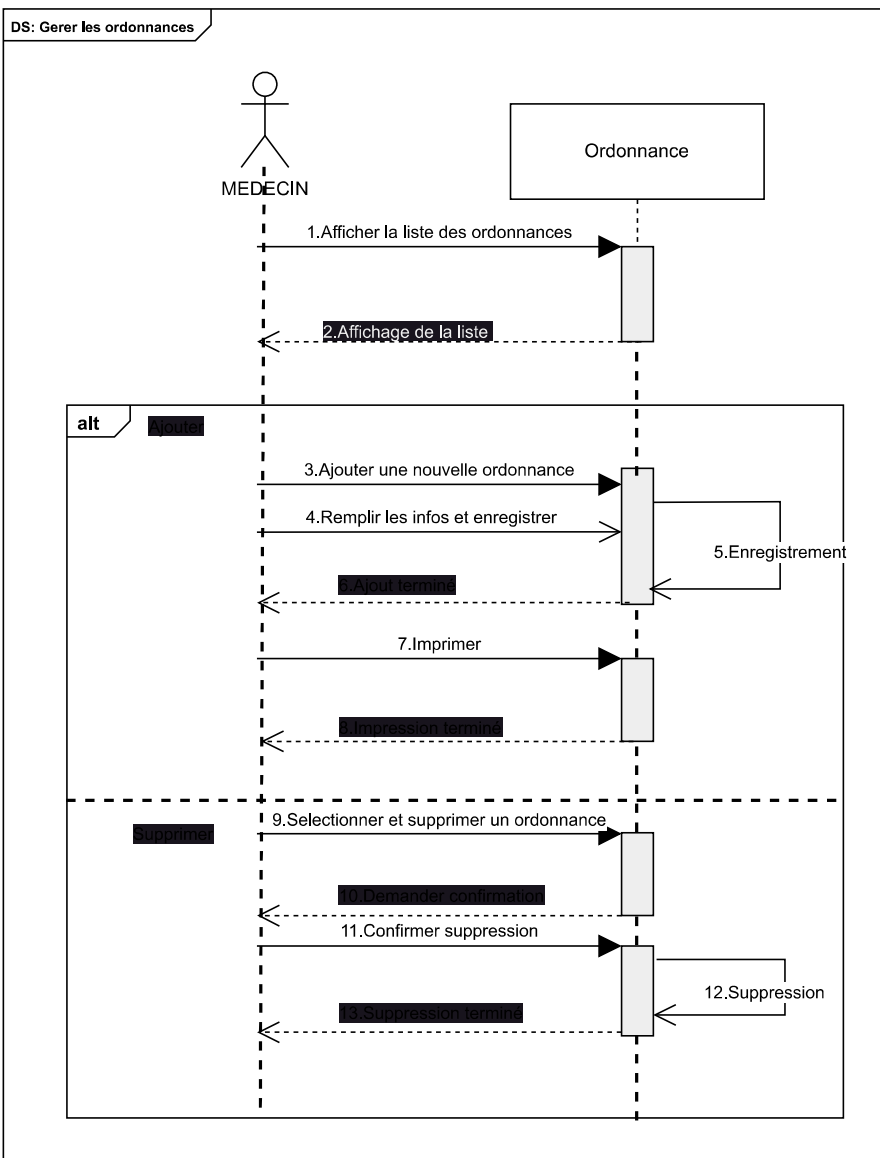 DS: Gerer les ordonnances
MEDECIN
Ordonnance
1.Afficher la liste des ordonnances
2.Affichage de la liste
alt
Ajouter
3.Ajouter une nouvelle ordonnance
4.Remplir les infos et enregistrer
5.Enregistrement
6.Ajout terminé
7.Imprimer
8.Impression terminé
9.Selectionner et supprimer un ordonnance
Supprimer
10.Demander confirmation
11.Confirmer suppression
12.Suppression
13.Suppression terminé